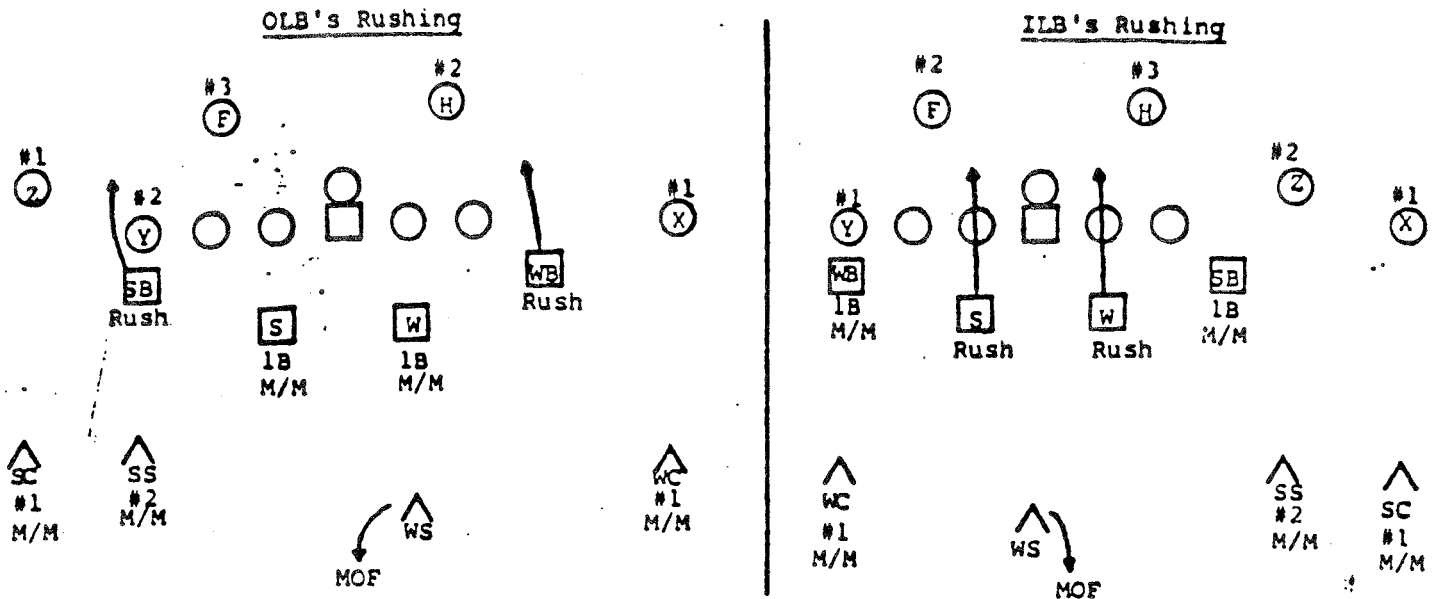 OLB's Rushing
#2
#3
H
F
#1
Z
#2
#1
Y
X
SB
WB
Rush
Rush
S
W
1B
1B
M/M
M/M
SC
SS
WC
#1
#2
#1
M/M
M/M
M/M
WS
MOF
ILB's Rushing
#2
#3
F
H
#2
Z
#1
#1
Y
X
WB
SB
1B
1B
M/M
M/M
S
W
Rush
Rush
WC
SS
SC
#1
#2
#1
M/M
M/M
M/M
WS
MOF